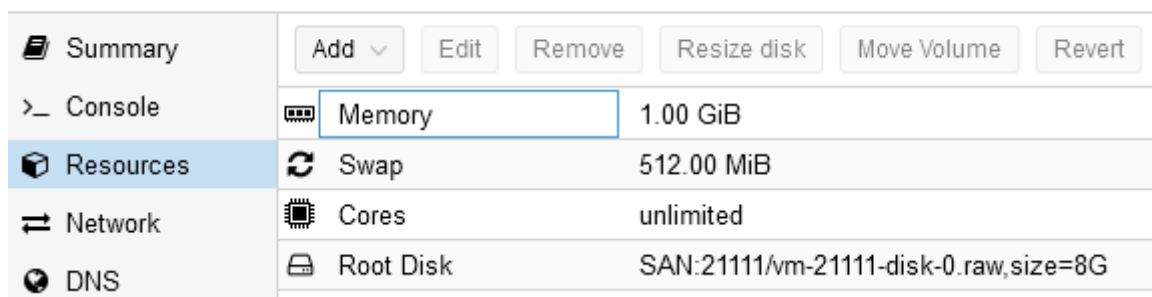 Summary
Console
Resources
Network
DNS
Add Edit Remove Resize disk Move Volume Revert
Memory 1.00 GiB
Swap 512.00 MiB
Cores unlimited
Root Disk SAN:21111/vm-21111-disk-0.raw,size=8G